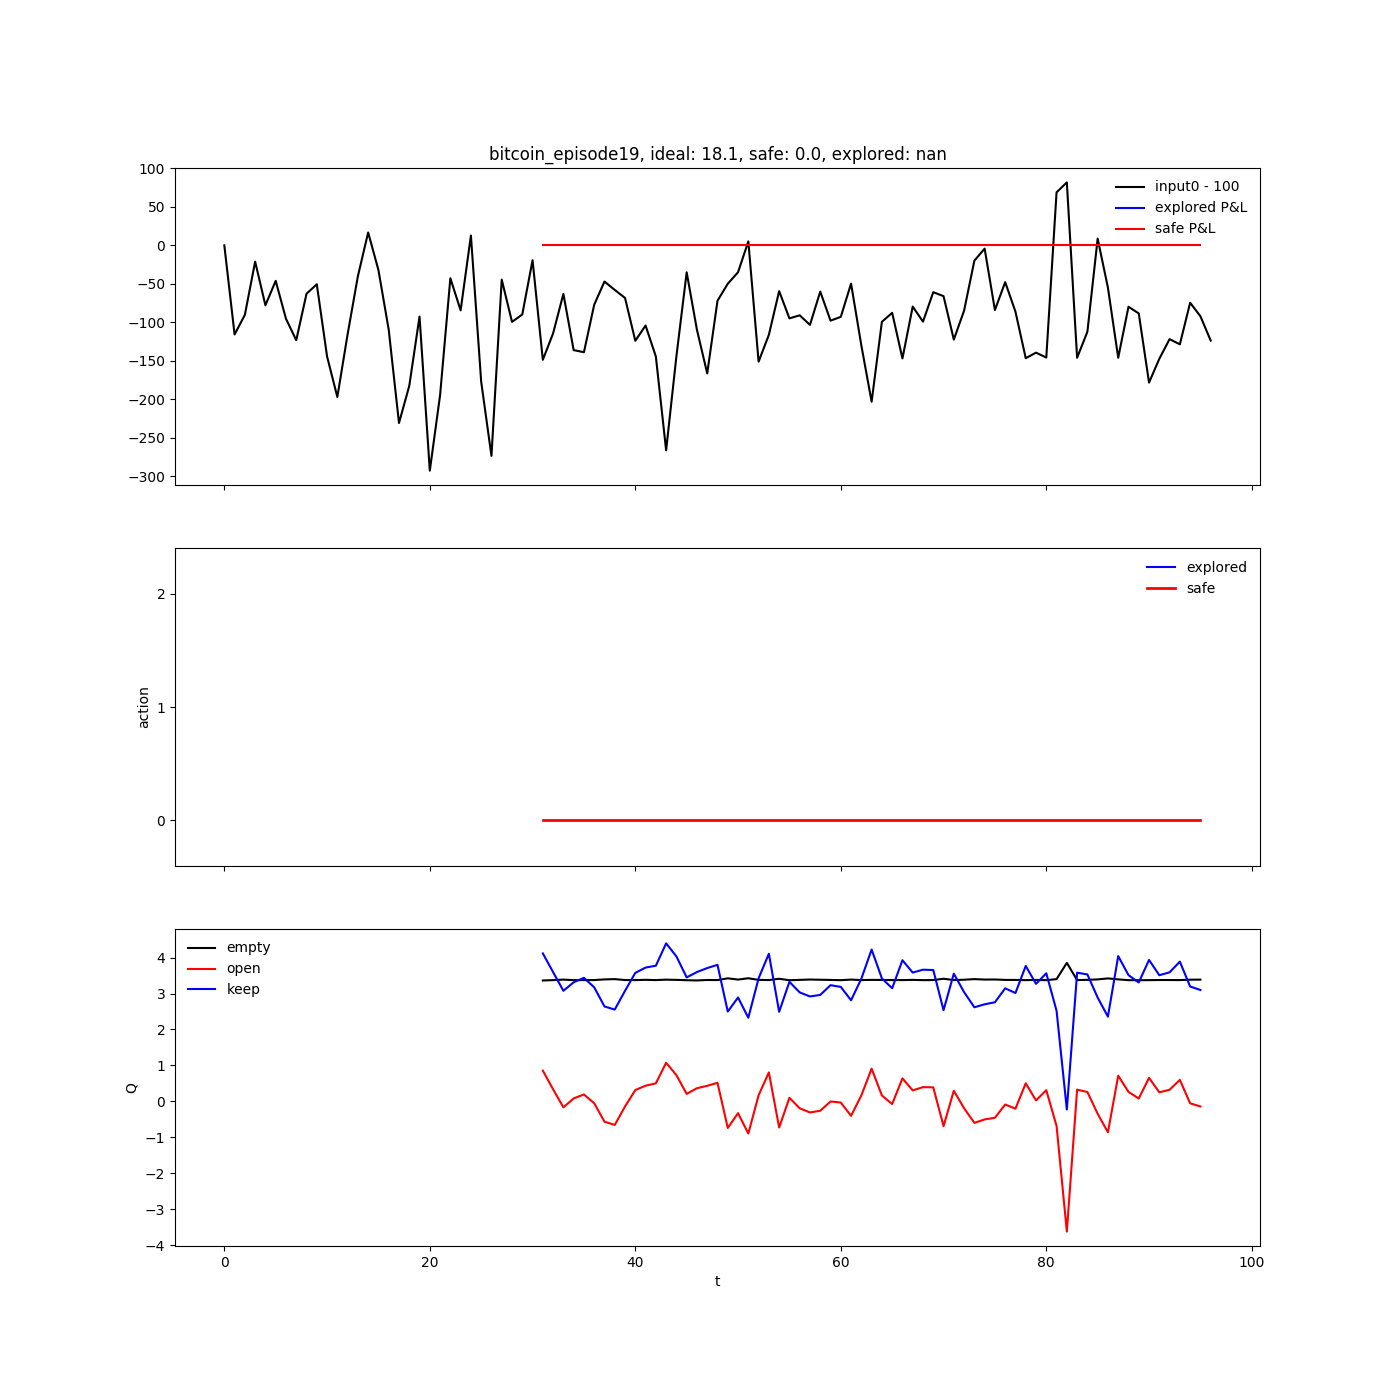 bitcoin_episode19, ideal: 18.1, safe: 0.0, explored: nan
100
50
0
−50
−100
−150
−200
−250
−300
input0 - 100
explored P&L
safe P&L
action
2
1
0
explored
safe
Q
4
3
2
1
0
−1
−2
−3
−4
empty
open
keep
0
20
40
60
80
100
t